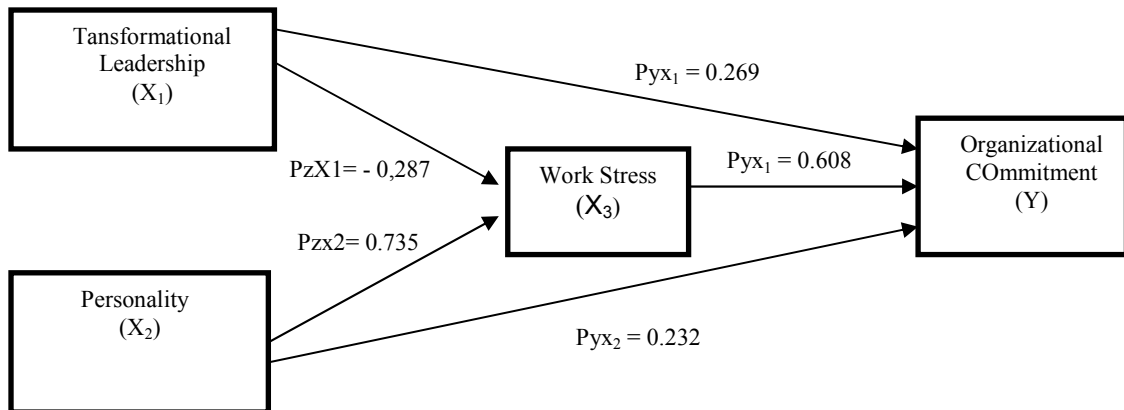 Tansformational
Leadership
(X₁)
Pyx₁ = 0.269
PzX1= - 0,287
Work Stress
(X₃)
Pyx₁ = 0.608
Organizational
COmmitment
(Y)
Pzx2= 0.735
Personality
(X₂)
Pyx₂ = 0.232